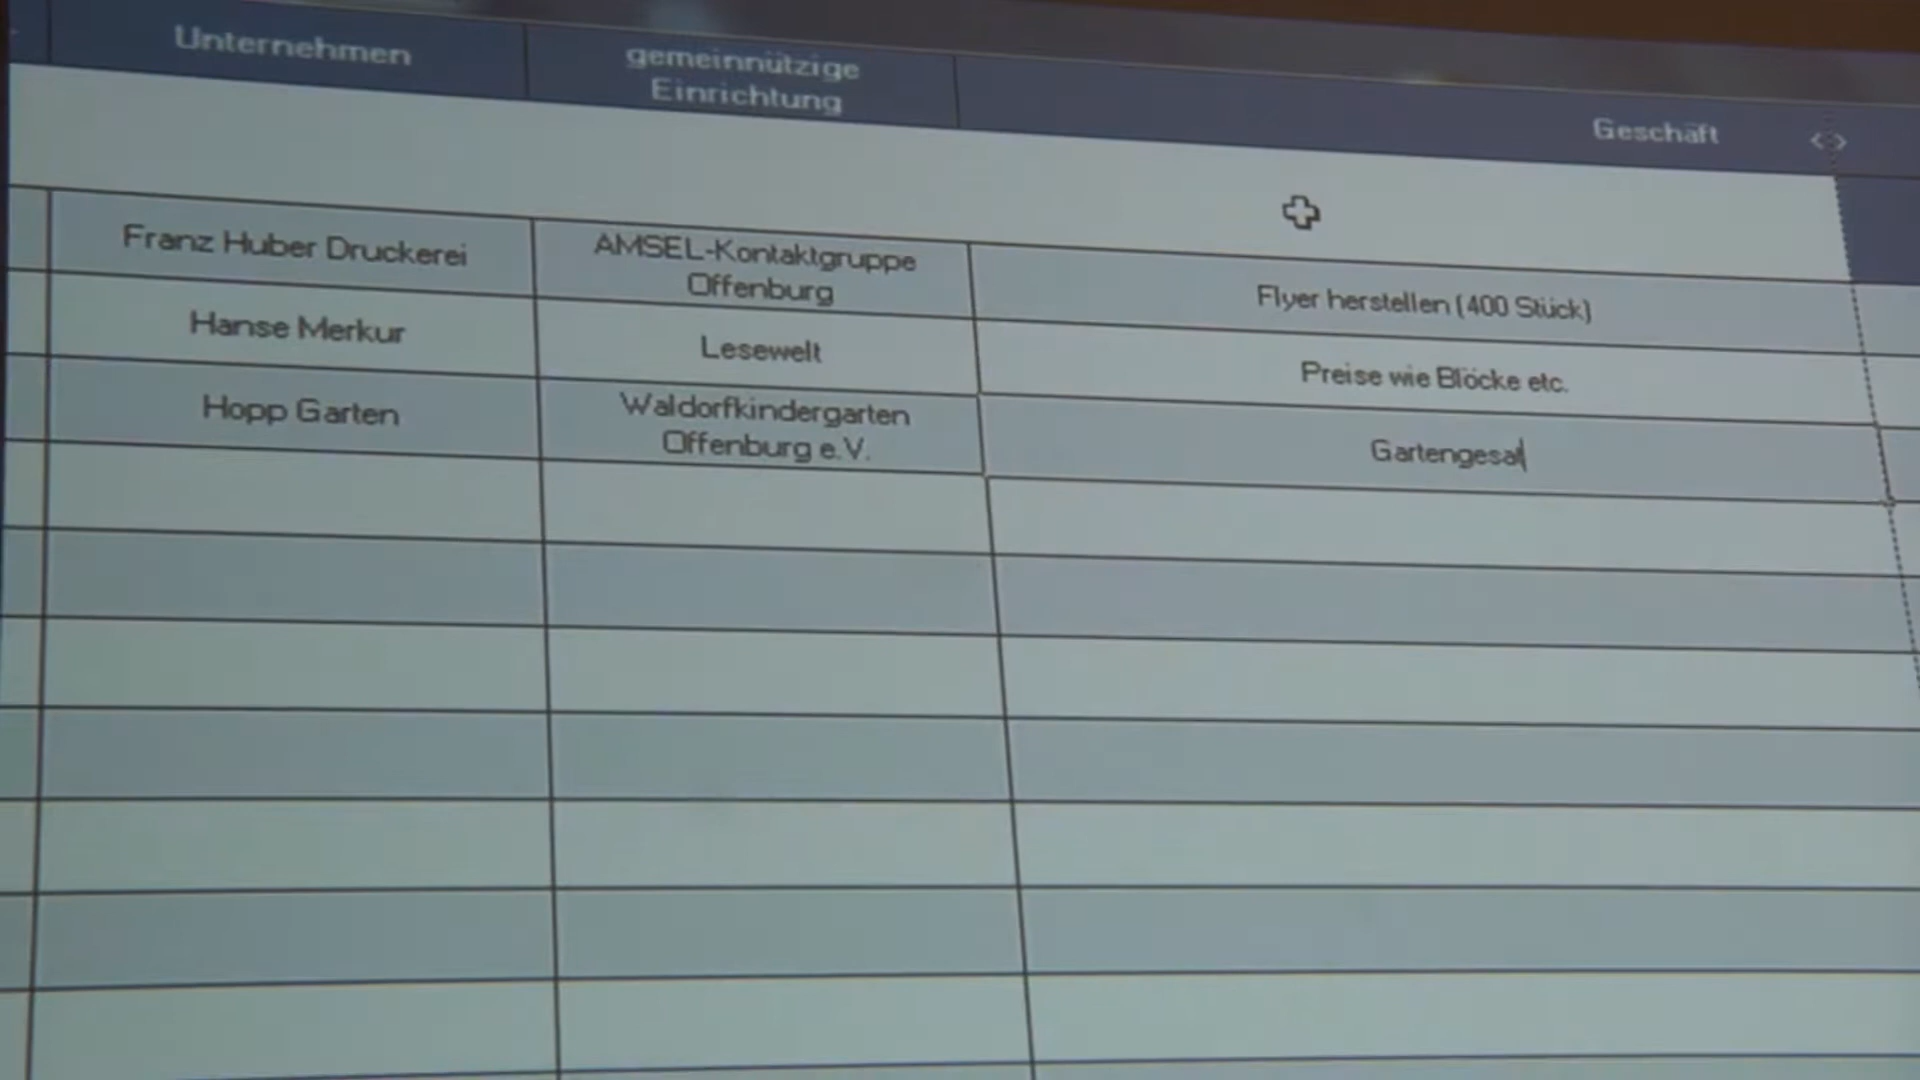 Unternehmen
gemeinnützige
Einrichtung
Geschäft
Franz Huber Druckerei
AMSEL-Kontaktgruppe
Offenburg
Flyer herstellen (400 Stück)
Hanse Merkur
Lesewelt
Preise wie Blöcke etc.
Hopp Garten
Waldorfkindergarten
Offenburg e.V.
Gartengesal